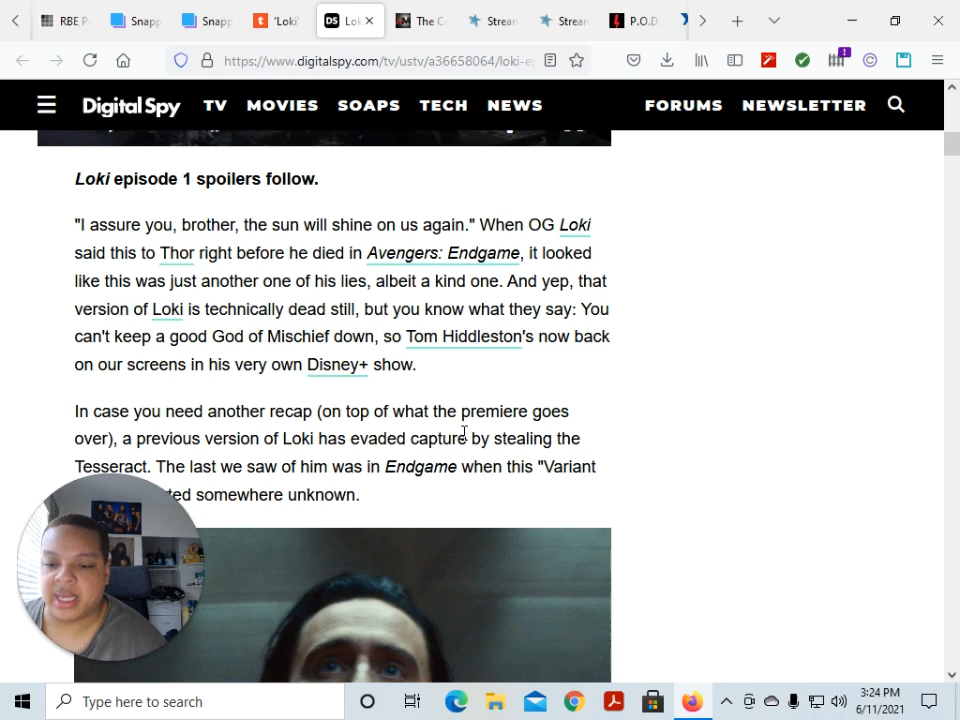 RBE P
Snapp
Snapp
'Loki'
DS Lok
The C
Stream
Stream
P.O.D.
https://www.digitalspy.com/tv/ustv/a36658064/loki-e
Digital Spy TV MOVIES SOAPS TECH NEWS FORUMS NEWSLETTER
Loki episode 1 spoilers follow.
"I assure you, brother, the sun will shine on us again." When OG Loki
said this to Thor right before he died in Avengers: Endgame, it looked
like this was just another one of his lies, albeit a kind one. And yep, that
version of Loki is technically dead still, but you know what they say: You
can't keep a good God of Mischief down, so Tom Hiddleston's now back
on our screens in his very own Disney+ show.
In case you need another recap (on top of what the premiere goes
over), a previous version of Loki has evaded capture by stealing the
Tesseract. The last we saw of him was in Endgame when this "Variant
ted somewhere unknown.
Type here to search
3:24 PM
6/11/2021